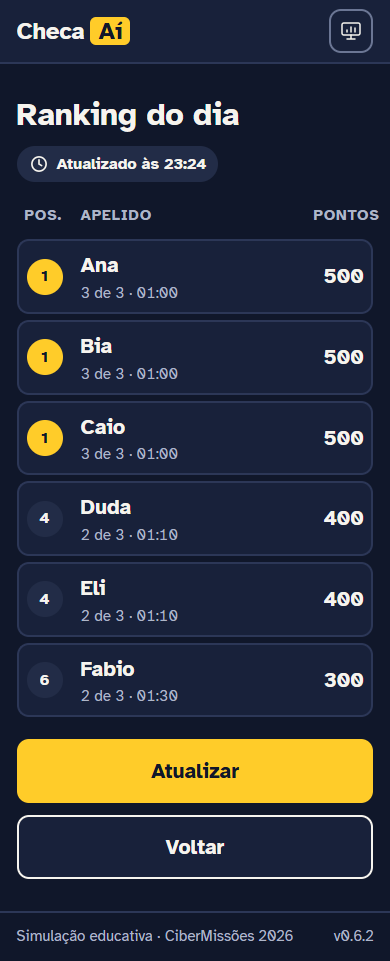 Checa Aí
Ranking do dia
Atualizado às 23:24
POS. APELIDO PONTOS
1 Ana 500
3 de 3 · 01:00
1 Bia 500
3 de 3 · 01:00
1 Caio 500
3 de 3 · 01:00
4 Duda 400
2 de 3 · 01:10
4 Eli 400
2 de 3 · 01:10
6 Fabio 300
2 de 3 · 01:30
Atualizar
Voltar
Simulação educativa · CiberMissões 2026 v0.6.2